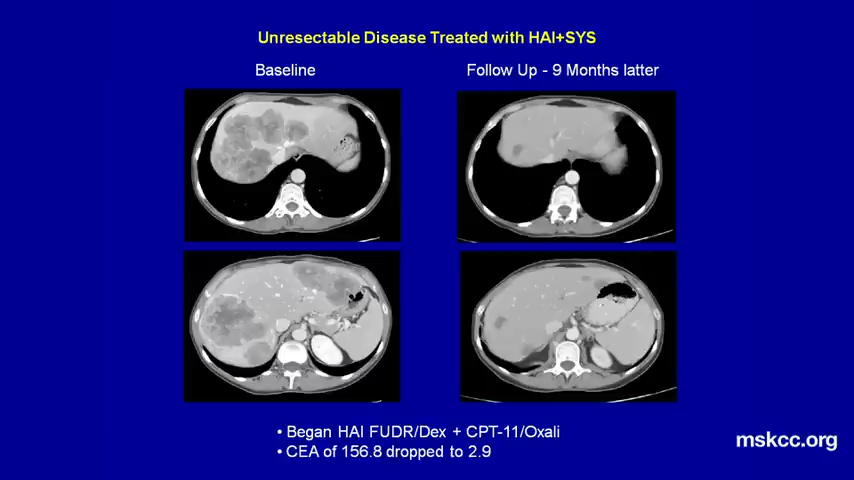 Unresectable Disease Treated with HAI+SYS
Baseline
Follow Up - 9 Months latter
• Began HAI FUDR/Dex + CPT-11/Oxali
• CEA of 156.8 dropped to 2.9
mskcc.org